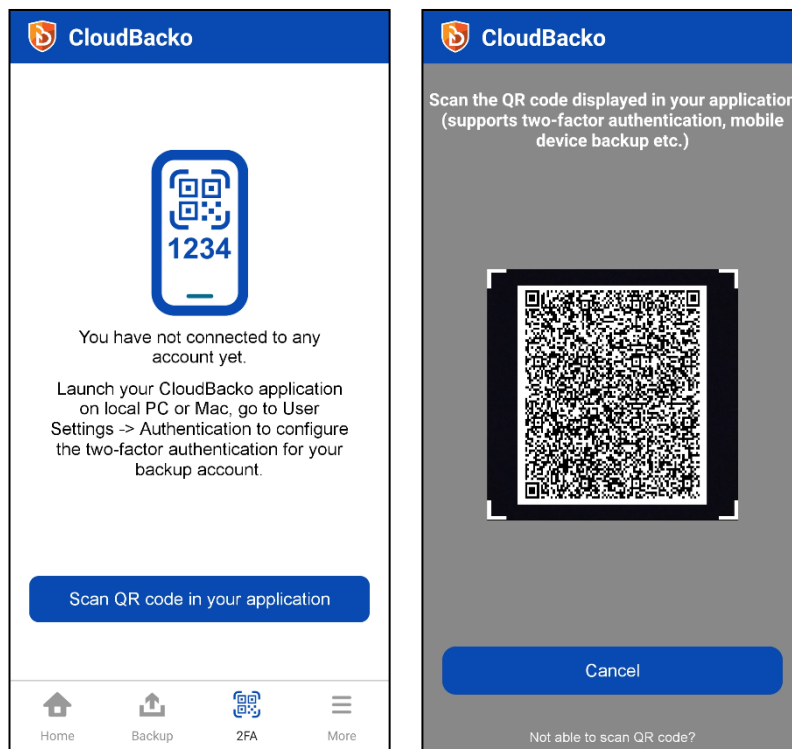 CloudBacko
1234
You have not connected to any
account yet.
Launch your CloudBacko application
on local PC or Mac, go to User
Settings -> Authentication to configure
the two-factor authentication for your
backup account.
Scan QR code in your application
Home
Backup
2FA
More
CloudBacko
Scan the QR code displayed in your application
(supports two-factor authentication, mobile
device backup etc.)
Cancel
Not able to scan QR code?